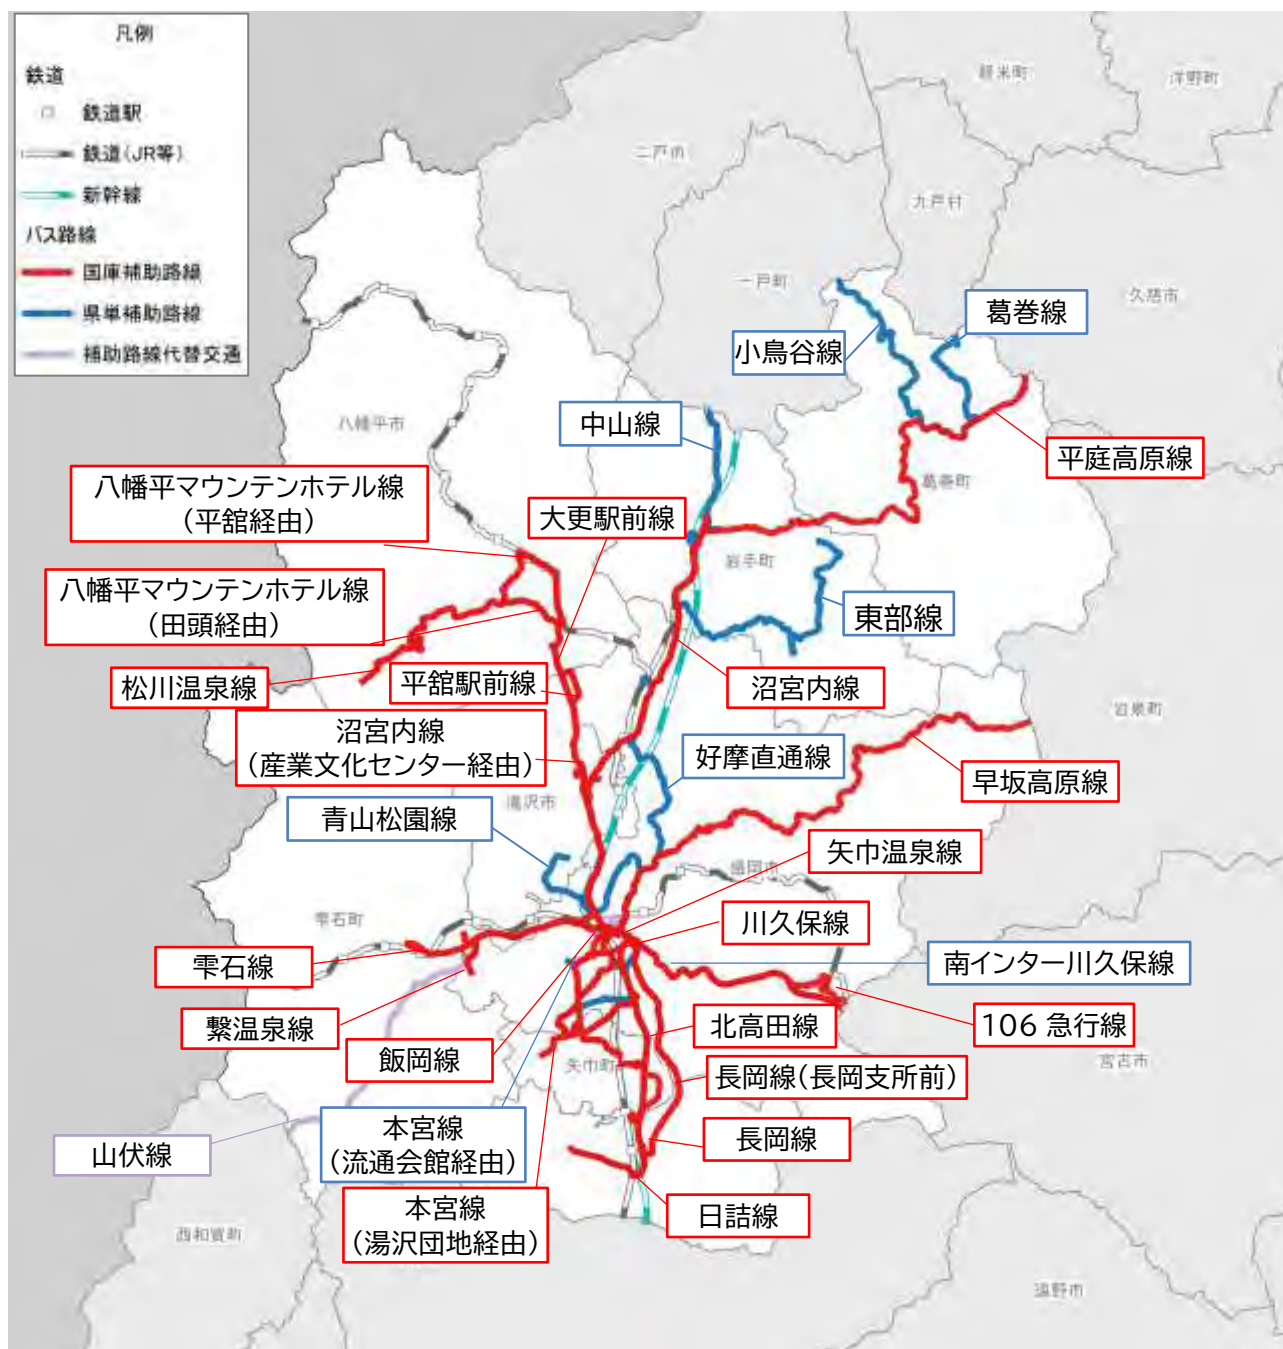 凡例
鉄道
鉄道駅
鉄道(JR等)
新幹線
バス路線
国庫補助路線
県単補助路線
補助路線代替交通
軽米町
洋野町
二戸市
九戸村
一戸町
久慈市
葛巻線
小鳥谷線
中山線
八幡平市
平庭高原線
葛巻町
八幡平マウンテンホテル線
(平舘経由)
大更駅前線
岩手町
八幡平マウンテンホテル線
(田頭経由)
東部線
松川温泉線
平舘駅前線
沼宮内線
岩泉町
沼宮内線
(産業文化センター経由)
好摩直通線
早坂高原線
滝沢市
青山松園線
矢巾温泉線
盛岡市
雫石町
川久保線
雫石線
南インター川久保線
繋温泉線
北高田線
106 急行線
飯岡線
矢巾町
長岡線(長岡支所前)
宮古市
山伏線
本宮線
(流通会館経由)
長岡線
本宮線
(湯沢団地経由)
日詰線
西和賀町
遠野市